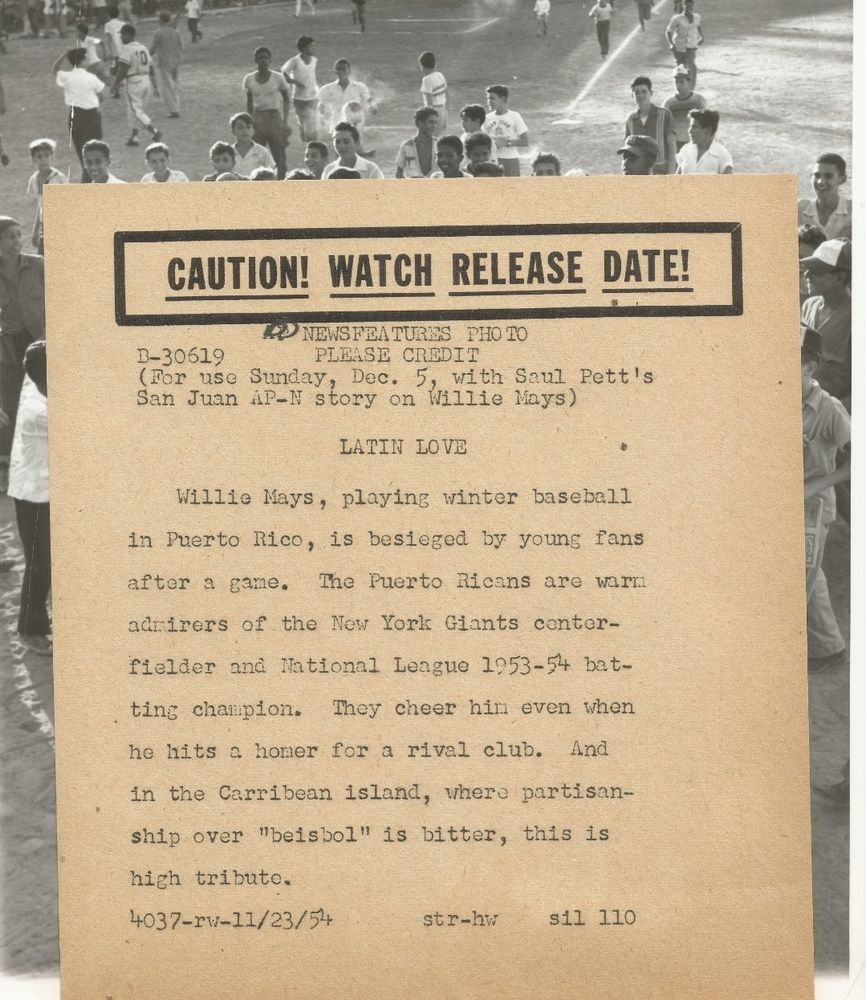 CAUTION! WATCH RELEASE DATE!
AP NEWSFEATURES PHOTO
B-30619 PLEASE CREDIT
(For use Sunday, Dec. 5, with Saul Pett's
San Juan AP-N story on Willie Mays)
LATIN LOVE
Willie Mays, playing winter baseball
in Puerto Rico, is besieged by young fans
after a game. The Puerto Ricans are warm
admirers of the New York Giants center-
fielder and National League 1953-54 bat-
ting champion. They cheer him even when
he hits a homer for a rival club. And
in the Carribean island, where partisan-
ship over "beisbol" is bitter, this is
high tribute.
4037-rw-11/23/54 str-hw sil 110
10